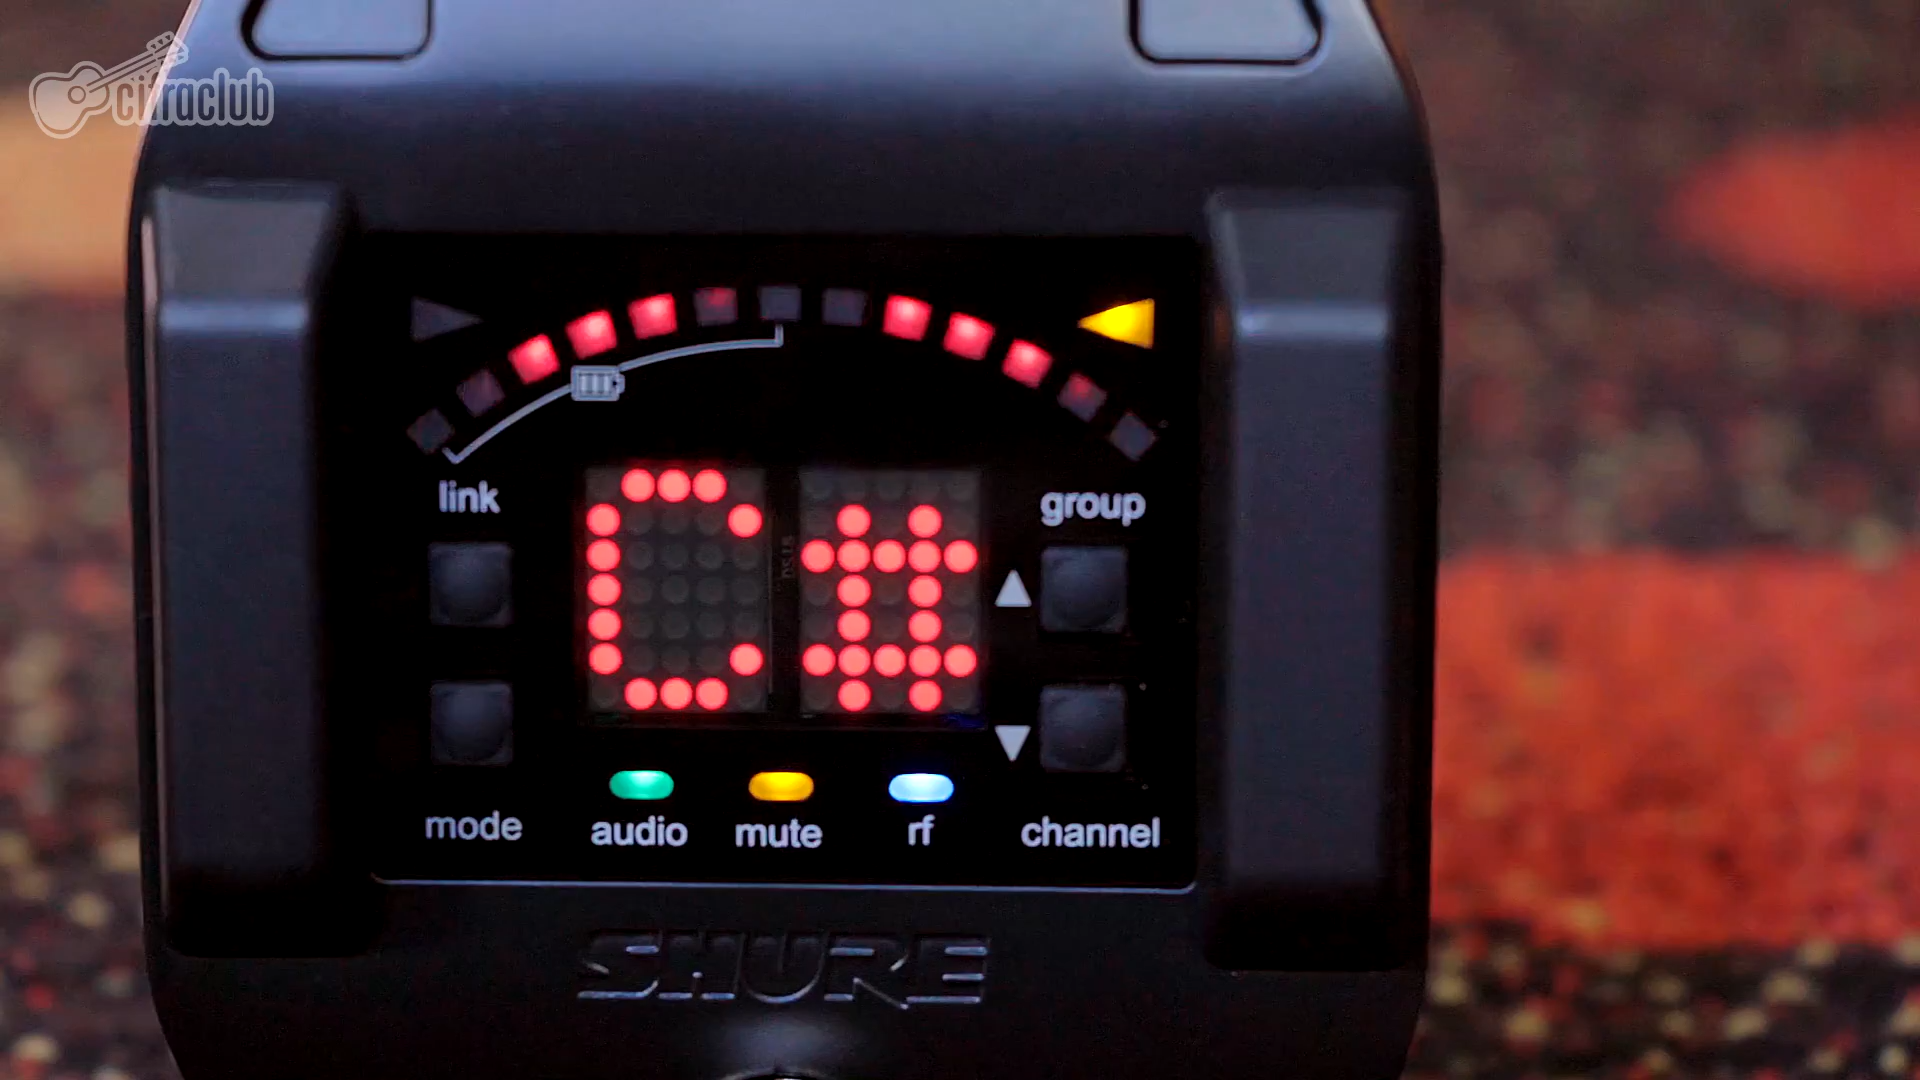 cifraclub
link
group
C#
mode
audio
mute
rf
channel
SHURE